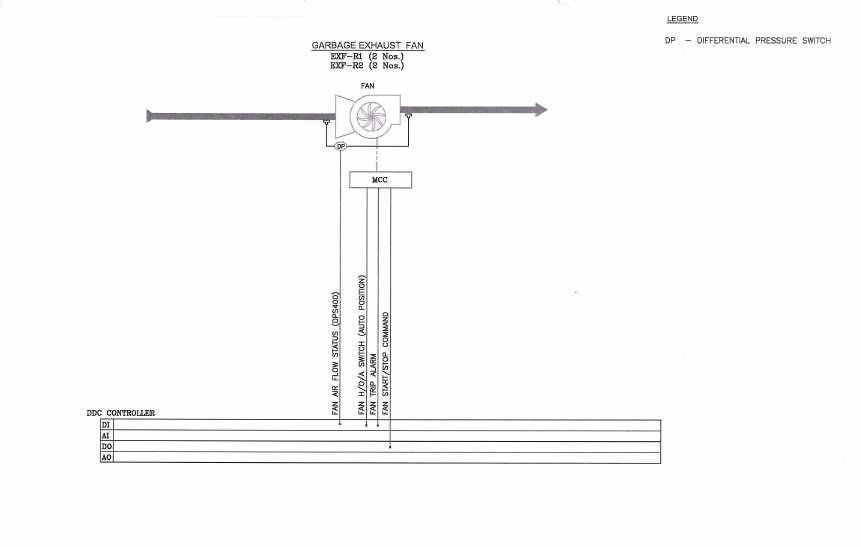 LEGEND
DP – DIFFERENTIAL PRESSURE SWITCH
GARBAGE EXHAUST FAN
EXF-R1 (2 Nos.)
EXF-R2 (2 Nos.)
FAN
DP
MCC
FAN AIR FLOW STATUS (DPS400)
FAN H/O/A SWITCH (AUTO POSITION)
FAN TRIP ALARM
FAN START/STOP COMMAND
DDC CONTROLLER
DI
AI
DO
AO